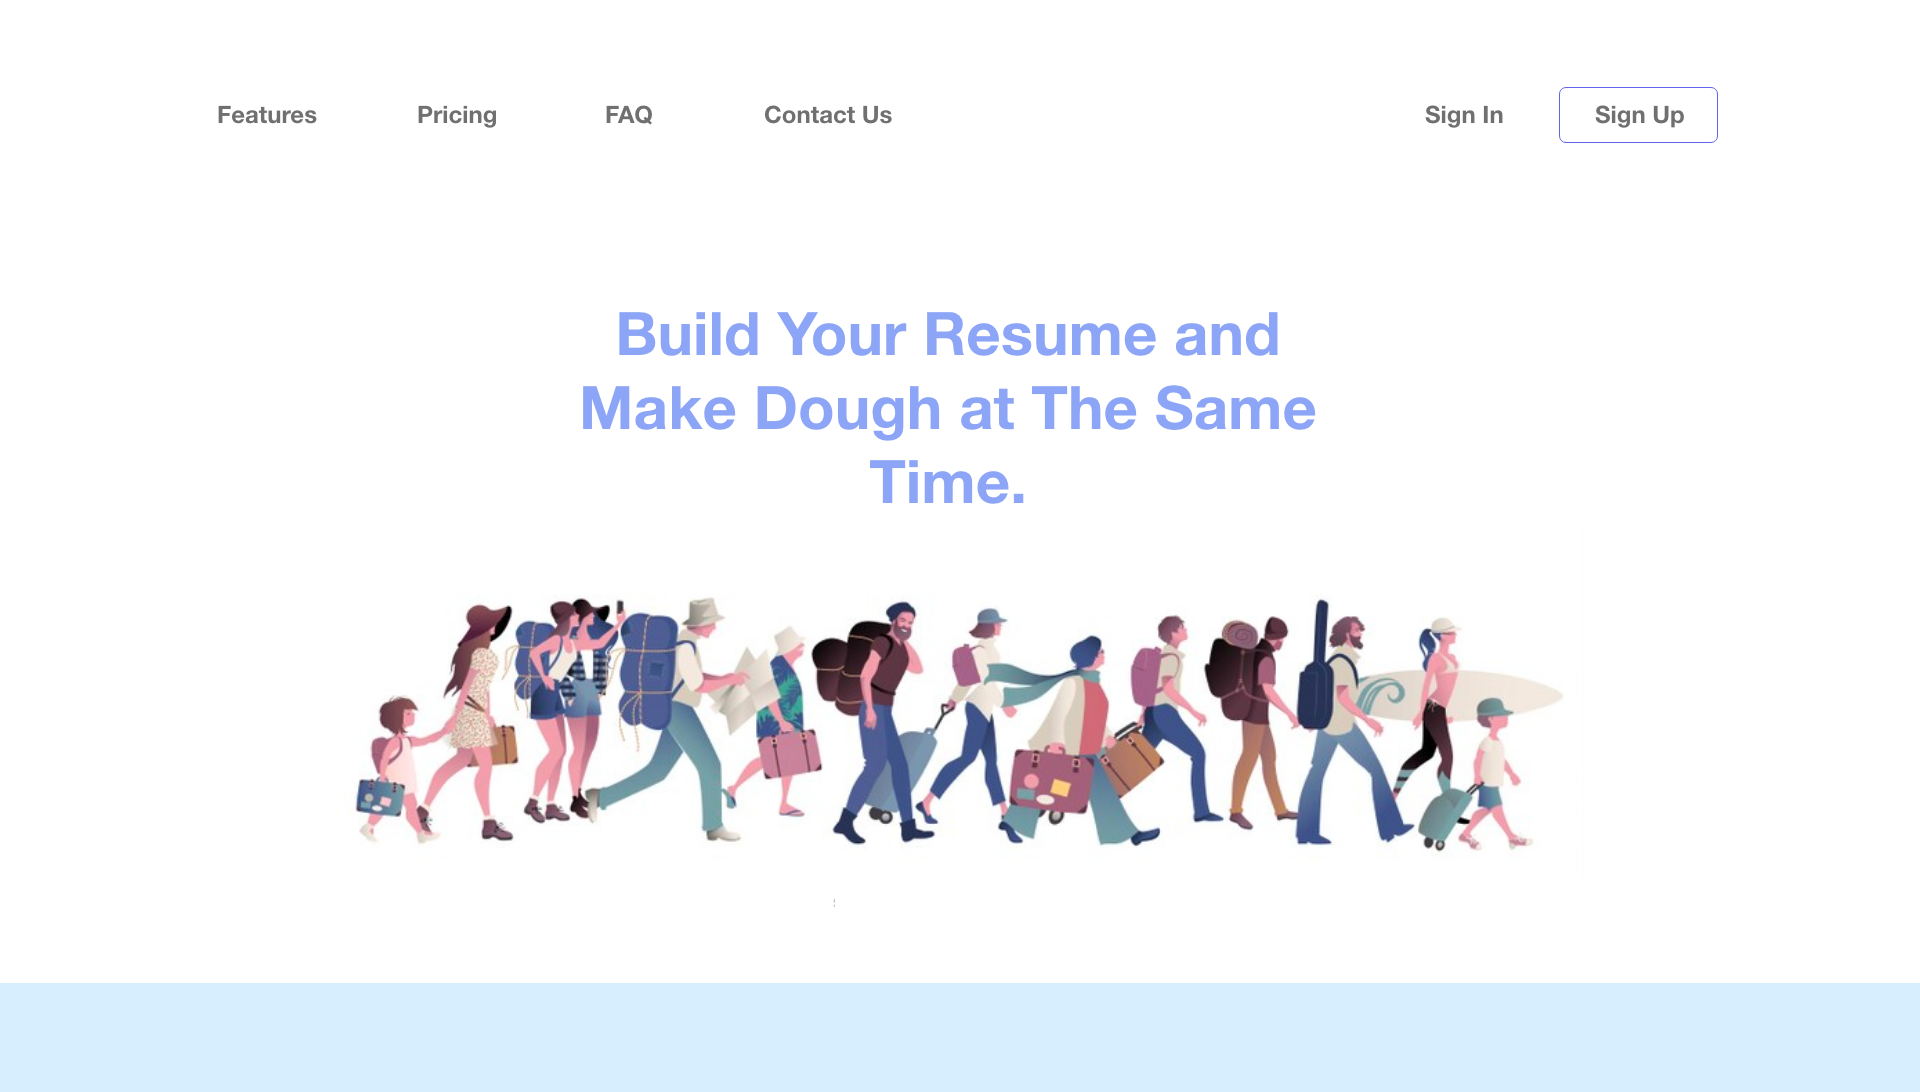 Features Pricing FAQ Contact Us Sign In Sign Up
Build Your Resume and
Make Dough at The Same
Time.